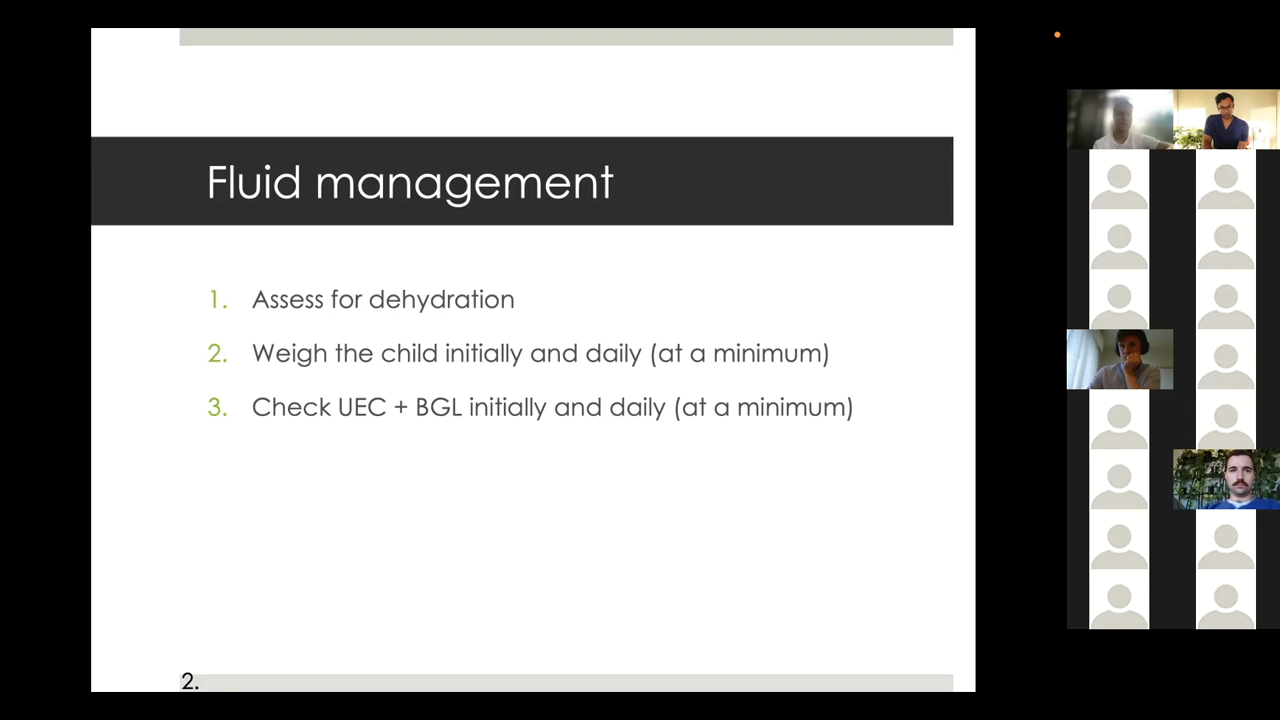 Fluid management
1. Assess for dehydration
2. Weigh the child initially and daily (at a minimum)
3. Check UEC + BGL initially and daily (at a minimum)
2.